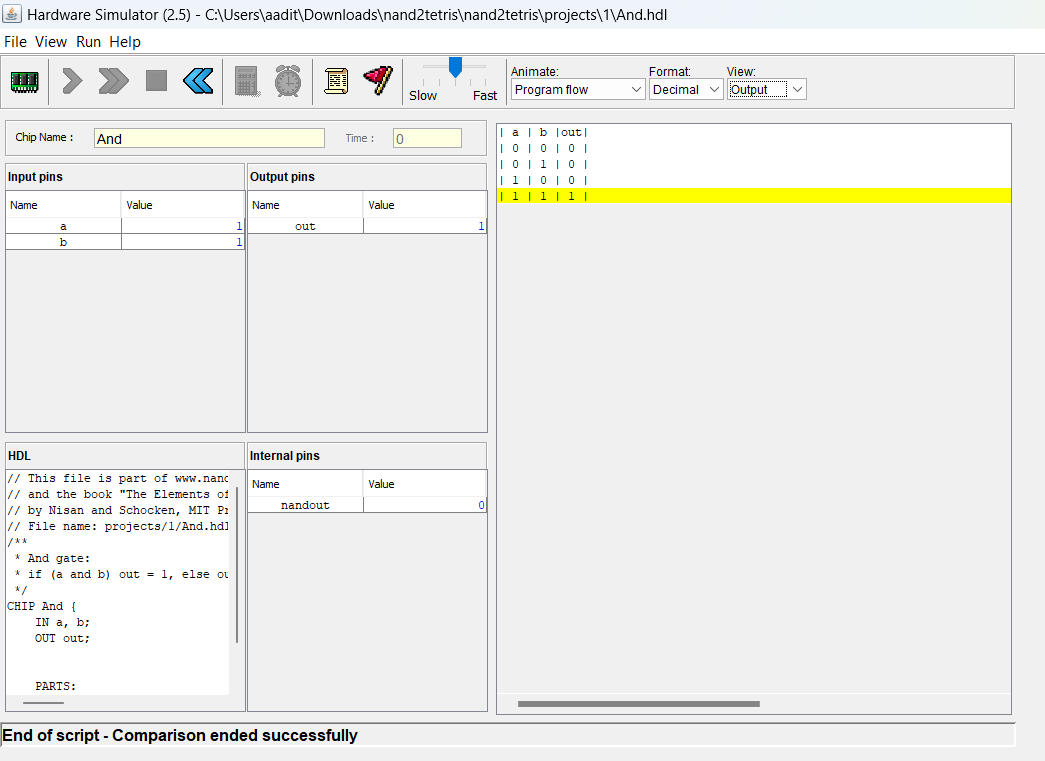 Hardware Simulator (2.5) - C:\Users\aadit\Downloads\nand2tetris\nand2tetris\projects\1\And.hdl
File View Run Help
Slow Fast
Animate: Format: View:
Program flow Decimal Output
Chip Name : And Time : 0
Input pins
Name Value
a 1
b 1
Output pins
Name Value
out 1
HDL
// This file is part of www.nand
// and the book "The Elements of
// by Nisan and Schocken, MIT Pr
// File name: projects/1/And.hdl
/**
* And gate:
* if (a and b) out = 1, else ou
*/
CHIP And {
IN a, b;
OUT out;
PARTS:
Internal pins
Name Value
nandout 0
| a | b |out|
| 0 | 0 | 0 |
| 0 | 1 | 0 |
| 1 | 0 | 0 |
| 1 | 1 | 1 |
End of script - Comparison ended successfully